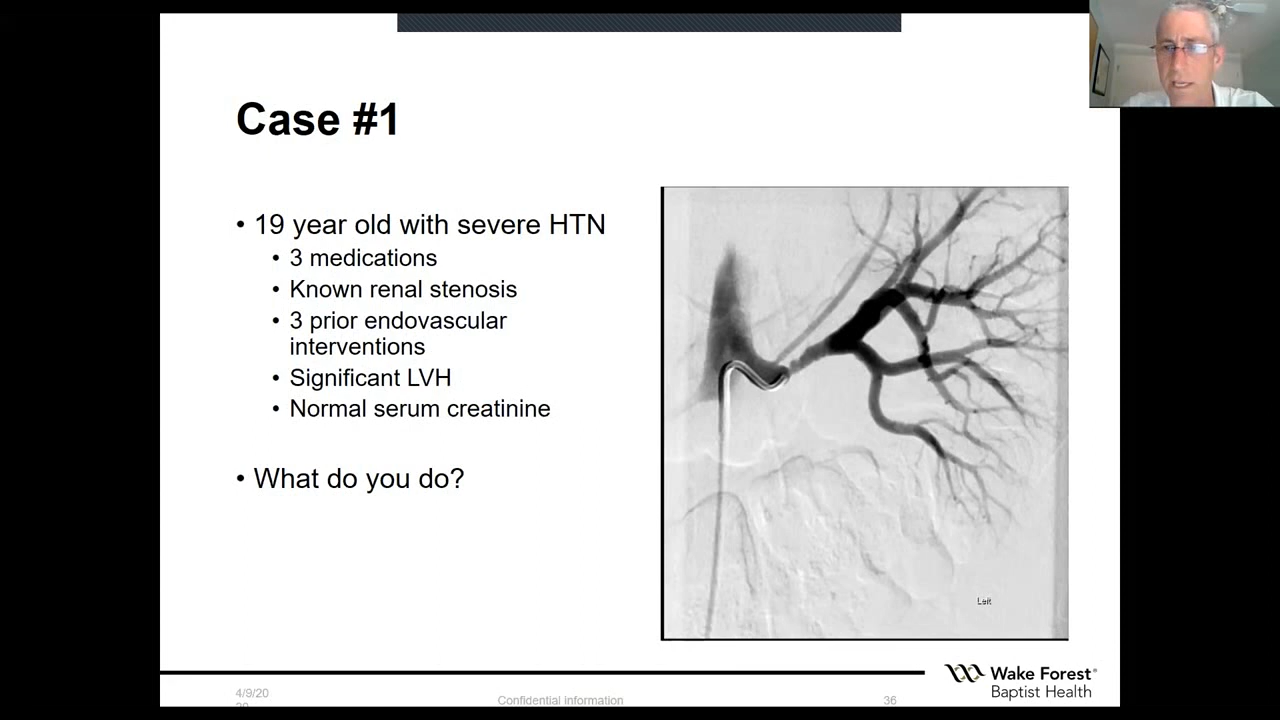 Case #1
• 19 year old with severe HTN
• 3 medications
• Known renal stenosis
• 3 prior endovascular
interventions
• Significant LVH
• Normal serum creatinine
• What do you do?
Left
4/9/20
20
Confidential information
36
Wake Forest®
Baptist Health